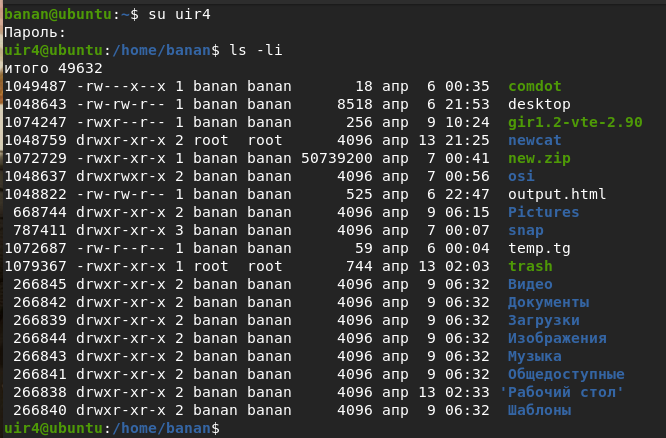 banan@ubuntu:~$ su uir4
Пароль:
uir4@ubuntu:/home/banan$ ls -li
итого 49632
1049487 -rw---x--x 1 banan banan       18 апр  6 00:35  comdot
1048643 -rw-rw-r-- 1 banan banan     8518 апр  6 21:53  desktop
1074247 -rwxr--r-- 1 banan banan      256 апр  9 10:24  gir1.2-vte-2.90
1048759 drwxr-xr-x 2 root  root      4096 апр 13 21:25  newcat
1072729 -rwxr-xr-x 1 banan banan 50739200 апр  7 00:41  new.zip
1048637 drwxrwxr-x 2 banan banan     4096 апр  7 00:56  osi
1048822 -rw-rw-r-- 1 banan banan      525 апр  6 22:47  output.html
 668744 drwxr-xr-x 2 banan banan     4096 апр  9 06:15  Pictures
 787411 drwxr-xr-x 3 banan banan     4096 апр  7 00:07  snap
1072687 -rw-r--r-- 1 banan banan       59 апр  6 00:04  temp.tg
1079367 -rwxr-xr-x 1 root  root       744 апр 13 02:03  trash
 266845 drwxr-xr-x 2 banan banan     4096 апр  9 06:32  Видео
 266842 drwxr-xr-x 2 banan banan     4096 апр  9 06:32  Документы
 266839 drwxr-xr-x 2 banan banan     4096 апр  9 06:32  Загрузки
 266844 drwxr-xr-x 2 banan banan     4096 апр  9 06:32  Изображения
 266843 drwxr-xr-x 2 banan banan     4096 апр  9 06:32  Музыка
 266841 drwxr-xr-x 2 banan banan     4096 апр  9 06:32  Общедоступные
 266838 drwxr-xr-x 2 banan banan     4096 апр 13 02:33 'Рабочий стол'
 266840 drwxr-xr-x 2 banan banan     4096 апр  9 06:32  Шаблоны
uir4@ubuntu:/home/banan$